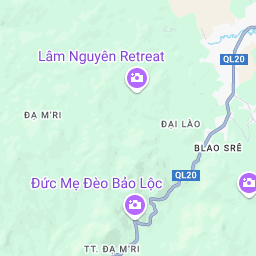 QL20
Lâm Nguyên Retreat
ĐẠ M'RI
ĐẠI LÀO
BLAO SRÊ
QL20
Đức Mẹ Đèo Bảo Lộc
TT. ĐẠ M'RI